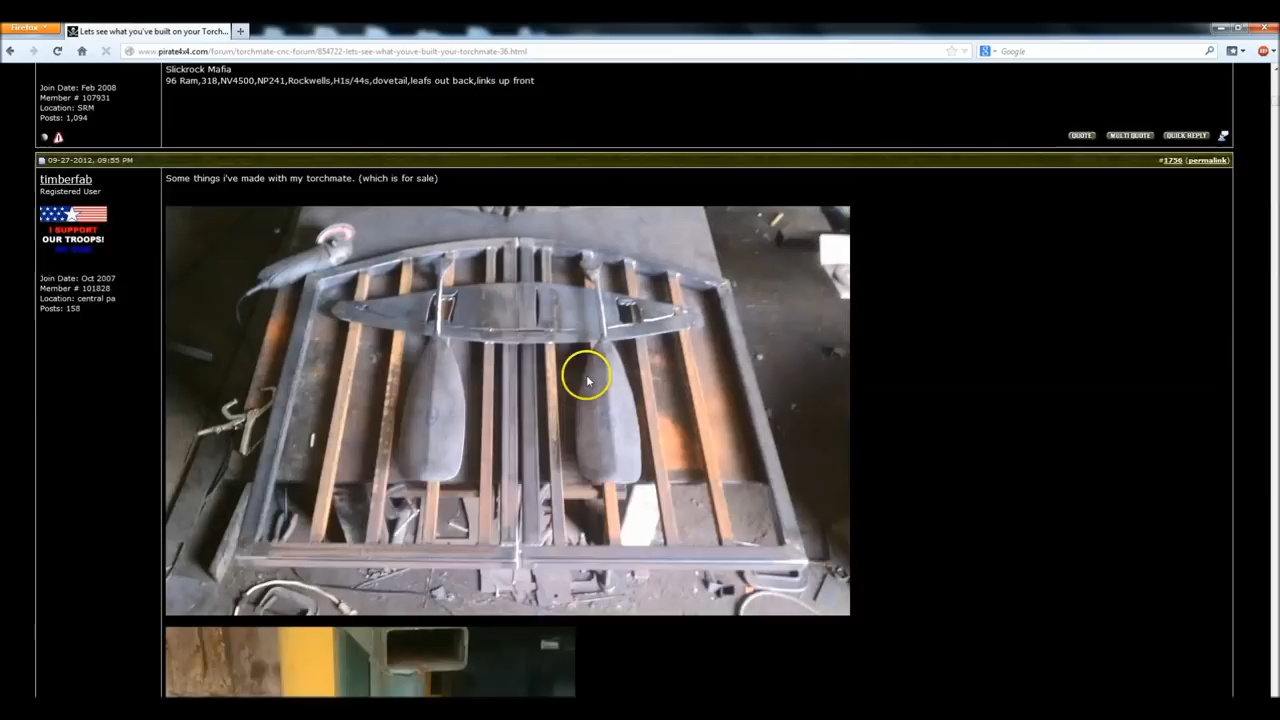 Firefox
Lets see what you've built on your Torch...
www.pirate4x4.com/forum/torchmate-cnc-forum/854722-lets-see-what-youve-built-your-torchmate-36.html
Google
Slickrock Mafia
96 Ram,318,NV4500,NP241,Rockwells,H1s/44s,dovetail,leafs out back,links up front
Join Date: Feb 2008
Member # 107931
Location: SRM
Posts: 1,094
QUOTE
MULTI QUOTE
QUICK REPLY
09-27-2012, 09:55 PM
#1756 (permalink)
timberfab
Registered User
I SUPPORT
OUR TROOPS!
Join Date: Oct 2007
Member # 101828
Location: central pa
Posts: 158
Some things i've made with my torchmate. (which is for sale)